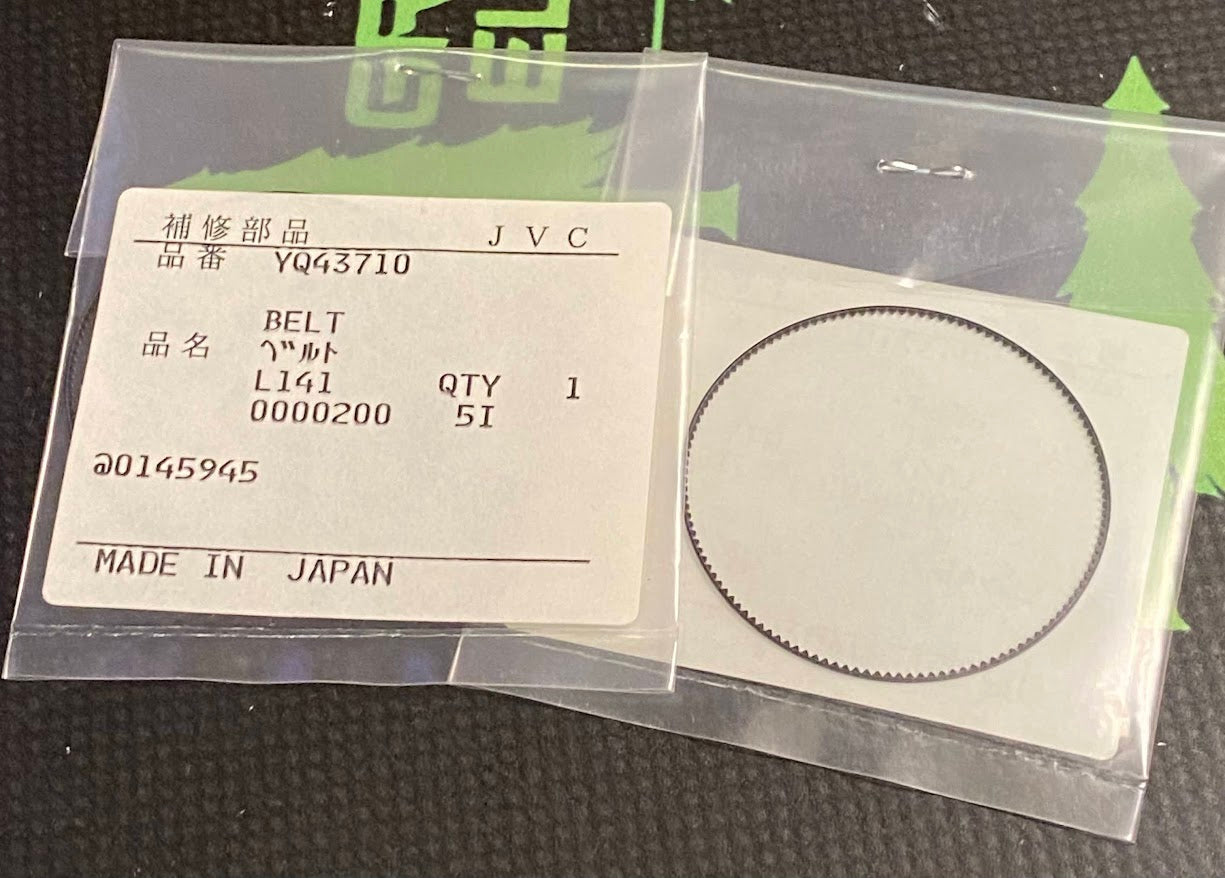 補修部品 JVC
品番 YQ43710
BELT
品名 ベルト
L141 QTY 1
0000200 5I
@0145945
MADE IN JAPAN